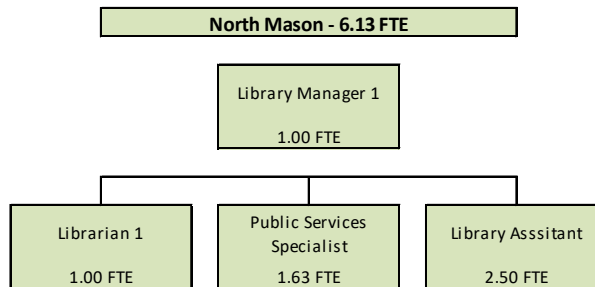 North Mason - 6.13 FTE
Library Manager 1
1.00 FTE
Librarian 1
1.00 FTE
Public Services
Specialist
1.63 FTE
Library Asssitant
2.50 FTE